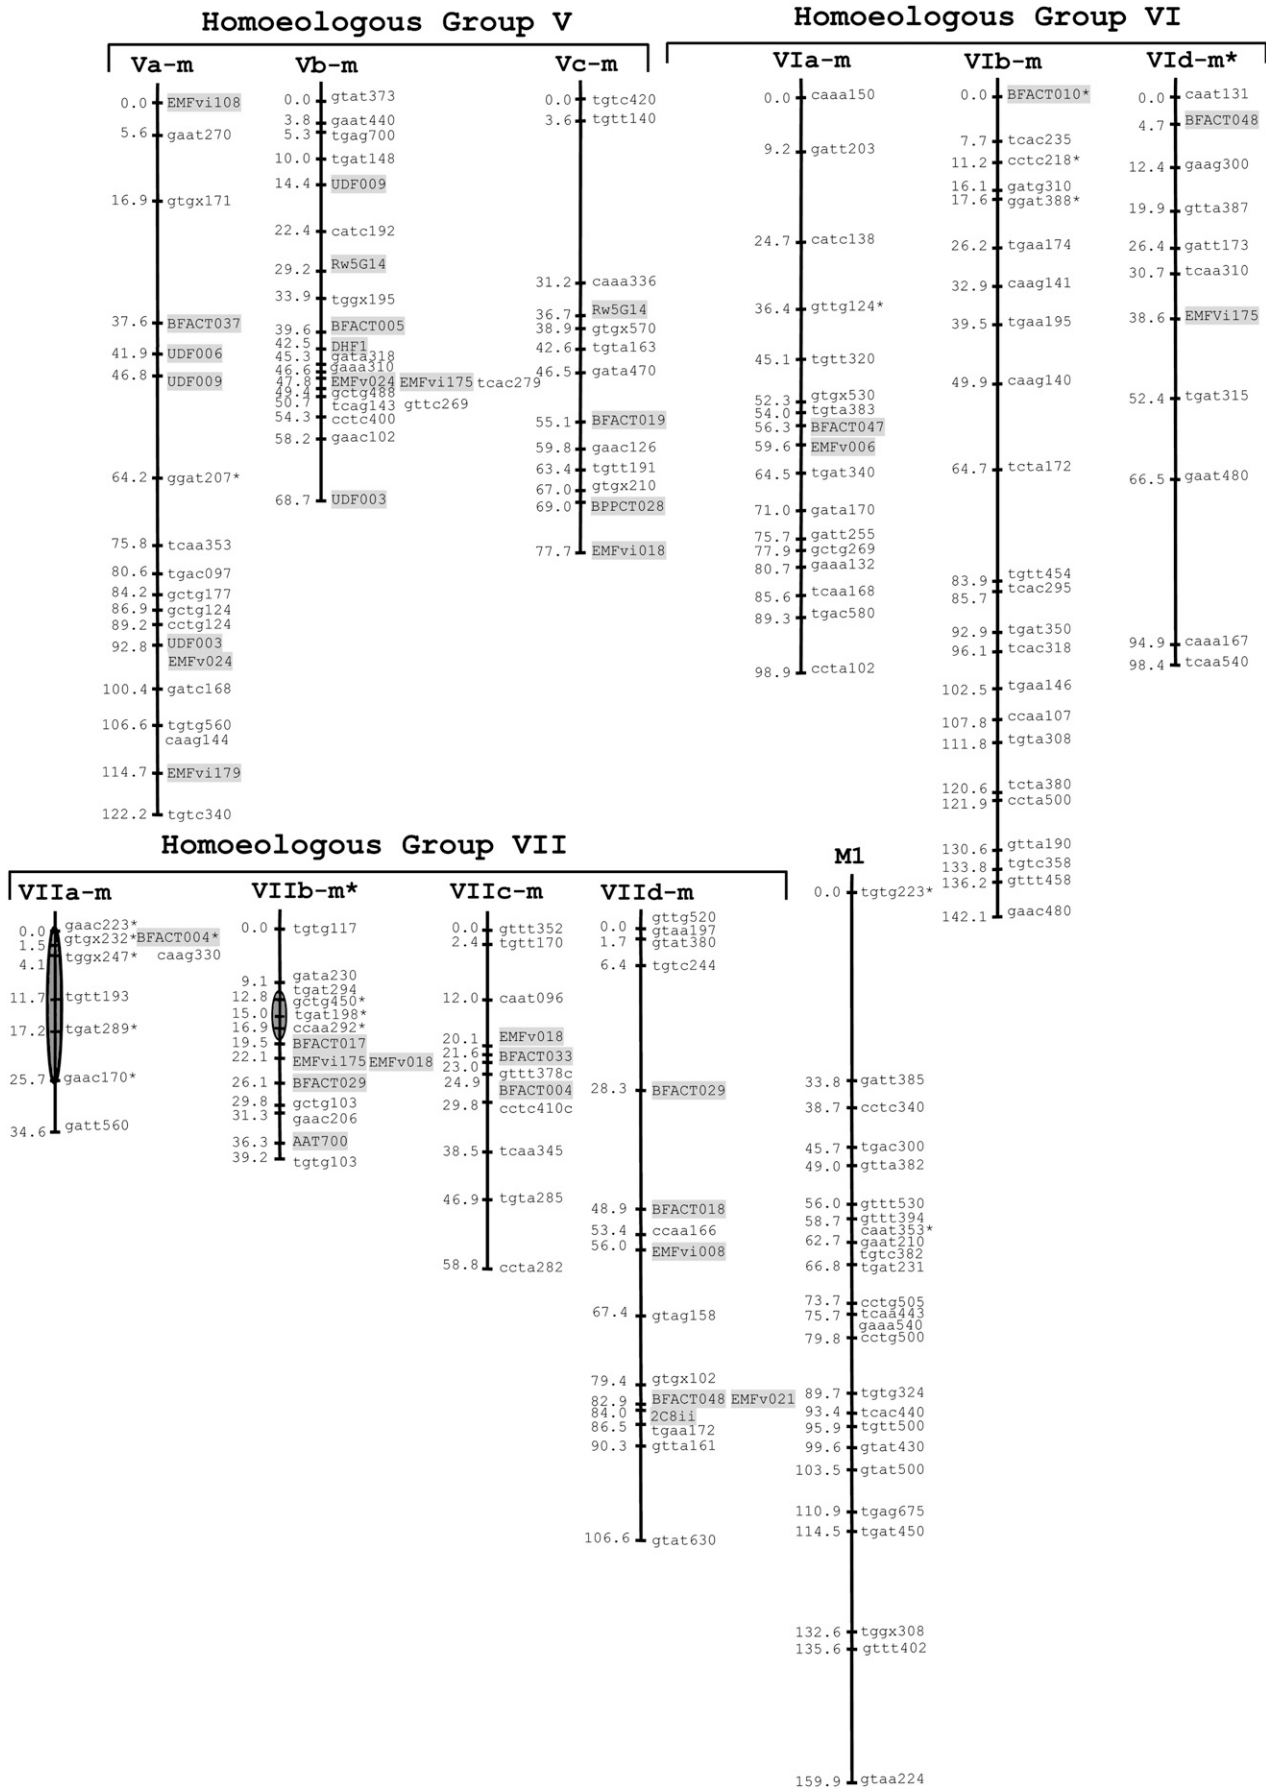 Homoeologous Group V
Va-m
0.0 EMFvi108
5.6 gaat270
16.9 gtgx171
37.6 BFACT037
41.9 UDF006
46.8 UDF009
64.2 ggat207*
75.8 tcaa353
80.6 tgac097
84.2 gctg177
86.9 gctg124
89.2 cctg124
92.8 UDF003
EMFv024
100.4 gatc168
106.6 tgtg560
caag144
114.7 EMFvi179
122.2 tgtc340
Vb-m
0.0 gtat373
3.8 gaat440
5.3 tgag700
10.0 tgat148
14.4 UDF009
22.4 catc192
29.2 Rw5G14
33.9 tggx195
39.6 BFACT005
42.5 DHF1
45.3 gata318
46.6 gaaa310
47.8 EMFv024 EMFvi175 tcac279
49.4 gctg488
50.7 tcag143 gttc269
54.3 cctc400
58.2 gaac102
68.7 UDF003
Vc-m
0.0 tgtc420
3.6 tgtt140
31.2 caaa336
36.7 Rw5G14
38.9 gtgx570
42.6 tgta163
46.5 gata470
55.1 BFACT019
59.8 gaac126
63.4 tgtt191
67.0 gtgx210
69.0 BPPCT028
77.7 EMFvi018
Homoeologous Group VI
VIa-m
0.0 caaa150
9.2 gatt203
24.7 catc138
36.4 gttg124*
45.1 tgtt320
52.3 gtgx530
54.0 tgta383
56.3 BFACT047
59.6 EMFv006
64.5 tgat340
71.0 gata170
75.7 gatt255
77.9 gctg269
80.7 gaaa132
85.6 tcaa168
89.3 tgac580
98.9 ccta102
VIb-m
0.0 BFACT010*
7.7 tcac235
11.2 cctc218*
16.1 gatg310
17.6 ggat388*
26.2 tgaa174
32.9 caag141
39.5 tgaa195
49.9 caag140
64.7 tcta172
83.9 tgtt454
85.7 tcac295
92.9 tgat350
96.1 tcac318
102.5 tgaa146
107.8 ccaa107
111.8 tgta308
120.6 tcta380
121.9 ccta500
130.6 gtta190
133.8 tgtc358
136.2 gttt458
142.1 gaac480
VId-m*
0.0 caat131
4.7 BFACT048
12.4 gaag300
19.9 gtta387
26.4 gatt173
30.7 tcaa310
38.6 EMFVi175
52.4 tgat315
66.5 gaat480
94.9 caaa167
98.4 tcaa540
Homoeologous Group VII
VIIa-m
gaac223*
0.0 gtgx232* BFACT004*
1.5 tggx247* caag330
4.1
11.7 tgtt193
17.2 tgat289*
25.7 gaac170*
34.6 gatt560
VIIb-m*
0.0 tgtg117
9.1 gata230
tgat294
12.8 gctg450*
15.0 tgat198*
16.9 ccaa292*
19.5 BFACT017
22.1 EMFvi175 EMFv018
26.1 BFACT029
29.8 gctg103
31.3 gaac206
36.3 AAT700
39.2 tgtg103
VIIc-m
0.0 gttt352
2.4 tgtt170
12.0 caat096
20.1 EMFv018
21.6 BFACT033
23.0 gttt378c
24.9 BFACT004
29.8 cctc410c
38.5 tcaa345
46.9 tgta285
58.8 ccta282
VIId-m
gttg520
0.0 gtaa197
1.7 gtat380
6.4 tgtc244
28.3 BFACT029
48.9 BFACT018
53.4 ccaa166
56.0 EMFvi008
67.4 gtag158
79.4 gtgx102
82.9 BFACT048 EMFv021
84.0 2C8ii
86.5 tgaa172
90.3 gtta161
106.6 gtat630
M1
0.0 tgtg223*
33.8 gatt385
38.7 cctc340
45.7 tgac300
49.0 gtta382
56.0 gttt530
58.7 gttt394
caat353*
62.7 gaat210
tgtc382
66.8 tgat231
73.7 cctg505
75.7 tcaa443
gaaa540
79.8 cctg500
89.7 tgtg324
93.4 tcac440
95.9 tgtt500
99.6 gtat430
103.5 gtat500
110.9 tgag675
114.5 tgat450
132.6 tggx308
135.6 gttt402
159.9 gtaa224